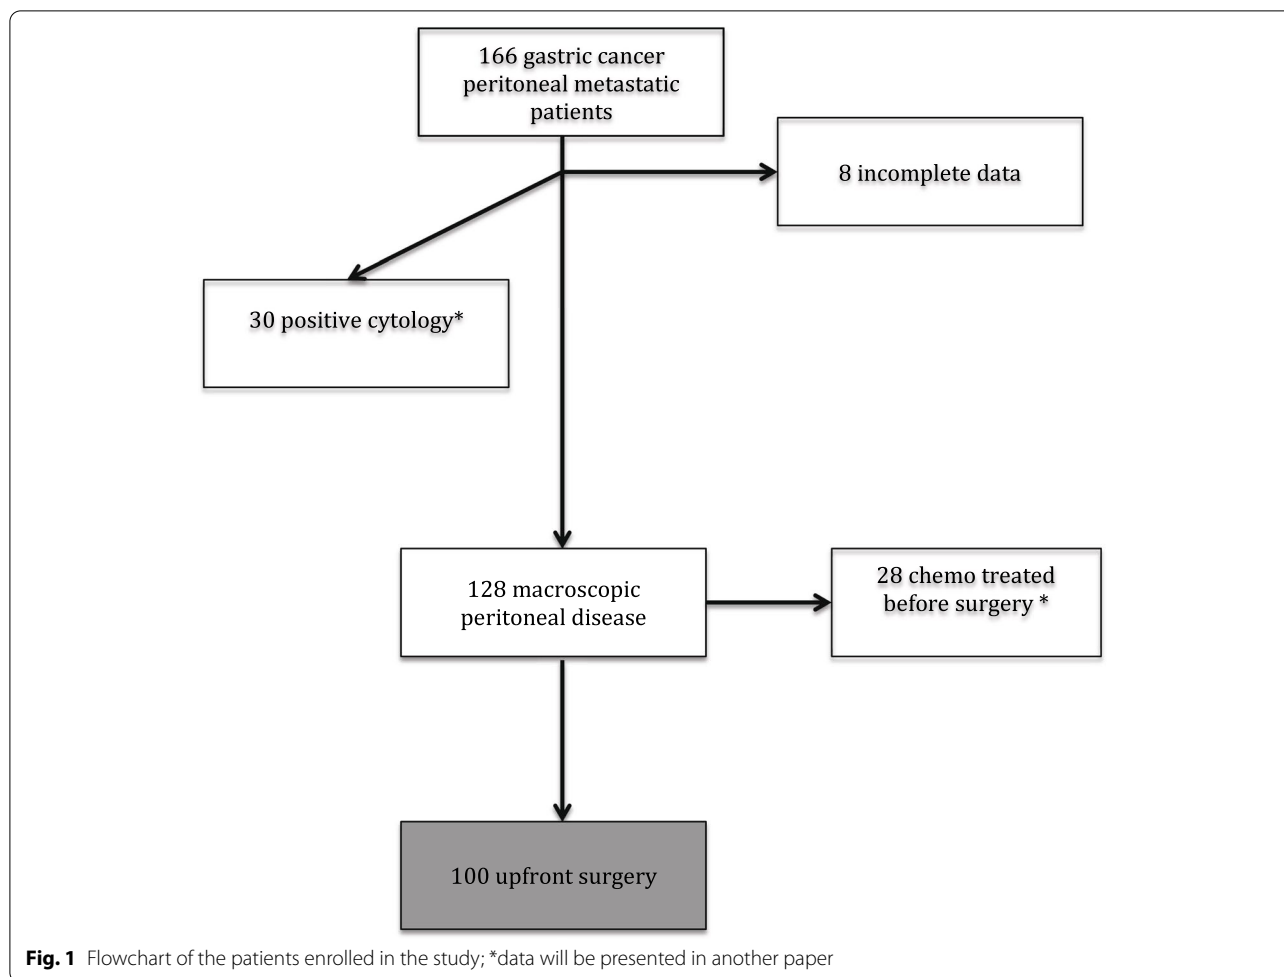 166 gastric cancer
peritoneal metastatic
patients
8 incomplete data
30 positive cytology*
128 macroscopic
peritoneal disease
28 chemo treated
before surgery *
100 upfront surgery
Fig. 1 Flowchart of the patients enrolled in the study; *data will be presented in another paper